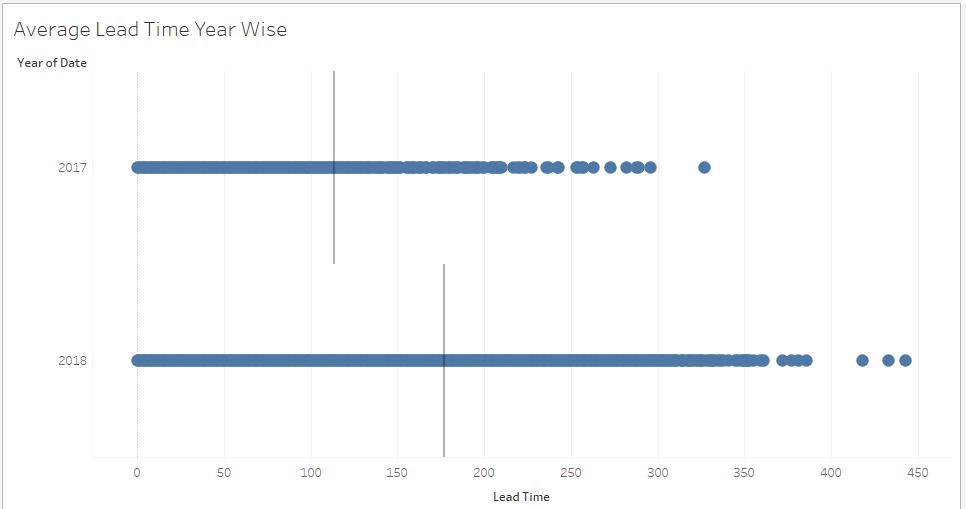 Average Lead Time Year Wise
Year of Date
2017
2018
0 50 100 150 200 250 300 350 400 450
Lead Time